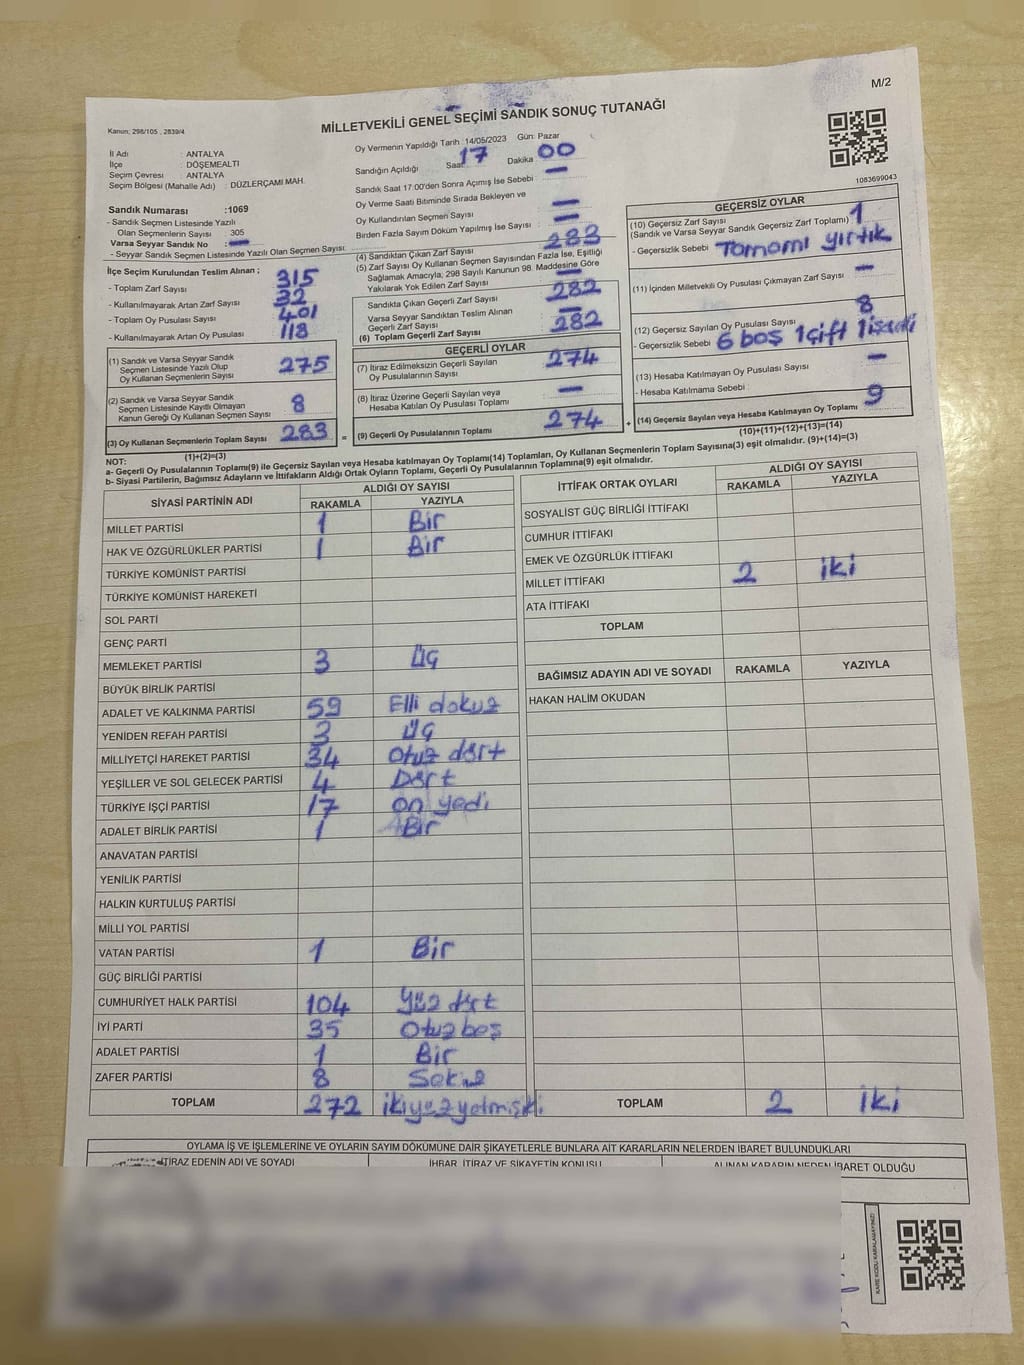 M/2
Kanun; 298/105 , 2839/4
MİLLETVEKİLİ GENEL SEÇİMİ SANDIK SONUÇ TUTANAĞI
İl Adı : ANTALYA
İlçe : DÖŞEMEALTI
Seçim Çevresi : ANTALYA
Seçim Bölgesi (Mahalle Adı) : DÜZLERÇAMI MAH.
Sandık Numarası :1069
- Sandık Seçmen Listesinde Yazılı
Olan Seçmenlerin Sayısı : 305
Varsa Seyyar Sandık No : —
- Seyyar Sandık Seçmen Listesinde Yazılı Olan Seçmen Sayısı:
Oy Vermenin Yapıldığı Tarih :14/05/2023 Gün: Pazar
Sandığın Açıldığı Saat 17 Dakika 00
Sandık Saat 17:00'den Sonra Açımış İse Sebebi : —
Oy Verme Saati Bitiminde Sırada Bekleyen ve
Oy Kullandırılan Seçmen Sayısı : —
Birden Fazla Sayım Döküm Yapılmış İse Sayısı : —
1083699043
İlçe Seçim Kurulundan Teslim Alınan ;
- Toplam Zarf Sayısı : 315
- Kullanılmayarak Artan Zarf Sayısı : 32
- Toplam Oy Pusulası Sayısı : 401
- Kullanılmayarak Artan Oy Pusulası : 118
(1) Sandık ve Varsa Seyyar Sandık
Seçmen Listesinde Yazılı Olup
Oy Kullanan Seçmenlerin Sayısı : 275
(2) Sandık ve Varsa Seyyar Sandık
Seçmen Listesinde Kayıtlı Olmayan
Kanun Gereği Oy Kullanan Seçmen Sayısı : 8
(3) Oy Kullanan Seçmenlerin Toplam Sayısı : 283
(1)+(2)=(3)
(4) Sandıktan Çıkan Zarf Sayısı : 283
(5) Zarf Sayısı Oy Kullanan Seçmen Sayısından Fazla İse, Eşitliği
Sağlamak Amacıyla; 298 Sayılı Kanunun 98. Maddesine Göre
Yakılarak Yok Edilen Zarf Sayısı : —
Sandıkta Çıkan Geçerli Zarf Sayısı : 282
Varsa Seyyar Sandıktan Teslim Alınan
Geçerli Zarf Sayısı : —
(6) Toplam Geçerli Zarf Sayısı : 282
GEÇERLİ OYLAR
(7) İtiraz Edilmeksizin Geçerli Sayılan
Oy Pusulalarının Sayısı : 274
(8) İtiraz Üzerine Geçerli Sayılan veya
Hesaba Katılan Oy Pusulası Toplamı : —
= (9) Geçerli Oy Pusulalarının Toplamı : 274 +
GEÇERSİZ OYLAR
(10) Geçersiz Zarf Sayısı : 1
(Sandık ve Varsa Seyyar Sandık Geçersiz Zarf Toplamı)
- Geçersizlik Sebebi : Tamamı yırtık
(11) İçinden Milletvekili Oy Pusulası Çıkmayan Zarf Sayısı : —
(12) Geçersiz Sayılan Oy Pusulası Sayısı : 8
- Geçersizlik Sebebi : 6 boş 1 çift 1
(13) Hesaba Katılmayan Oy Pusulası Sayısı : —
- Hesaba Katılmama Sebebi :
(14) Geçersiz Sayılan veya Hesaba Katılmayan Oy Toplamı : 9
(10)+(11)+(12)+(13)=(14)
NOT:
a- Geçerli Oy Pusulalarının Toplamı(9) ile Geçersiz Sayılan veya Hesaba katılmayan Oy Toplamı(14) Toplamları, Oy Kullanan Seçmenlerin Toplam Sayısına(3) eşit olmalıdır. (9)+(14)=(3)
b- Siyasi Partilerin, Bağımsız Adayların ve İttifakların Aldığı Ortak Oyların Toplamı, Geçerli Oy Pusulalarının Toplamına(9) eşit olmalıdır.
SİYASİ PARTİNİN ADI ALDIĞI OY SAYISI
RAKAMLA YAZIYLA
MİLLET PARTİSİ 1 Bir
HAK VE ÖZGÜRLÜKLER PARTİSİ 1 Bir
TÜRKİYE KOMÜNİST PARTİSİ
TÜRKİYE KOMÜNİST HAREKETİ
SOL PARTİ
GENÇ PARTİ
MEMLEKET PARTİSİ 3 Üç
BÜYÜK BİRLİK PARTİSİ
ADALET VE KALKINMA PARTİSİ 59 Elli dokuz
YENİDEN REFAH PARTİSİ 3 Üç
MİLLİYETÇİ HAREKET PARTİSİ 34 Otuz dört
YEŞİLLER VE SOL GELECEK PARTİSİ 4 Dört
TÜRKİYE İŞÇİ PARTİSİ 17 on yedi
ADALET BİRLİK PARTİSİ 1 Bir
ANAVATAN PARTİSİ
YENİLİK PARTİSİ
HALKIN KURTULUŞ PARTİSİ
MİLLİ YOL PARTİSİ
VATAN PARTİSİ 1 Bir
GÜÇ BİRLİĞİ PARTİSİ
CUMHURİYET HALK PARTİSİ 104 Yüz dört
İYİ PARTİ 35 Otuz beş
ADALET PARTİSİ 1 Bir
ZAFER PARTİSİ 8 Sekiz
TOPLAM 272 ikiyüz yetmiş iki
İTTİFAK ORTAK OYLARI ALDIĞI OY SAYISI
RAKAMLA YAZIYLA
SOSYALİST GÜÇ BİRLİĞİ İTTİFAKI
CUMHUR İTTİFAKI
EMEK VE ÖZGÜRLÜK İTTİFAKI
MİLLET İTTİFAKI 2 iki
ATA İTTİFAKI
TOPLAM
BAĞIMSIZ ADAYIN ADI VE SOYADI RAKAMLA YAZIYLA
HAKAN HALİM OKUDAN
TOPLAM 2 iki
OYLAMA İŞ VE İŞLEMLERİNE VE OYLARIN SAYIM DÖKÜMÜNE DAİR ŞİKAYETLERLE BUNLARA AİT KARARLARIN NELERDEN İBARET BULUNDUKLARI
İTİRAZ EDENİN ADI VE SOYADI İHBAR, İTİRAZ VE ŞİKAYETİN KONUSU ALINAN KARARIN NEDEN İBARET OLDUĞU
KARE KODU KARALAMAYINIZ!